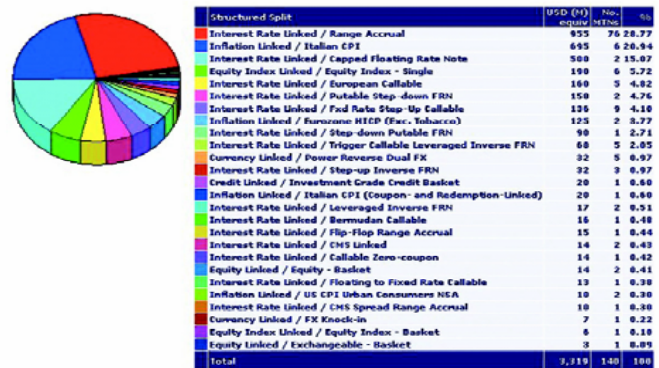 Structured Split USD (M) equiv No. MTNs %
Interest Rate Linked / Range Accrual 955 76 28.77
Inflation Linked / Italian CPI 695 6 20.94
Interest Rate Linked / Capped Floating Rate Note 500 2 15.07
Equity Index Linked / Equity Index - Single 190 6 5.72
Interest Rate Linked / European Callable 160 5 4.82
Interest Rate Linked / Putable Step-down FRN 158 2 4.76
Interest Rate Linked / Fxd Rate Step-Up Callable 136 9 4.10
Inflation Linked / Eurozone HICP (Exc. Tobacco) 125 2 3.77
Interest Rate Linked / Step-down Putable FRN 90 1 2.71
Interest Rate Linked / Trigger Callable Leveraged Inverse FRN 68 5 2.05
Currency Linked / Power Reverse Dual FX 32 5 0.97
Interest Rate Linked / Step-up Inverse FRN 32 3 0.97
Credit Linked / Investment Grade Credit Basket 20 1 0.60
Inflation Linked / Italian CPI (Coupon- and Redemption-Linked) 20 1 0.60
Interest Rate Linked / Leveraged Inverse FRN 17 2 0.51
Interest Rate Linked / Bermudan Callable 16 1 0.48
Interest Rate Linked / Flip-Flop Range Accrual 15 1 0.44
Interest Rate Linked / CMS Linked 14 2 0.43
Interest Rate Linked / Callable Zero-coupon 14 1 0.42
Equity Linked / Equity - Basket 14 2 0.41
Interest Rate Linked / Floating to Fixed Rate Callable 13 1 0.38
Inflation Linked / US CPI Urban Consumers NSA 10 2 0.30
Interest Rate Linked / CMS Spread Range Accrual 10 1 0.30
Currency Linked / FX Knock-in 7 1 0.22
Equity Index Linked / Equity Index - Basket 6 1 0.18
Equity Linked / Exchangeable - Basket 3 1 0.09
Total 3,319 140 100